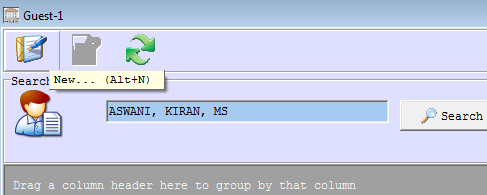 Guest-1
New... (Alt+N)
Search
ASWANI, KIRAN, MS
Search
Drag a column header here to group by that column